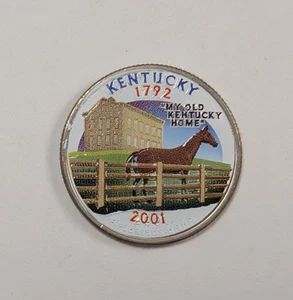 KENTUCKY
1792
"MY OLD
KENTUCKY
HOME"
2001